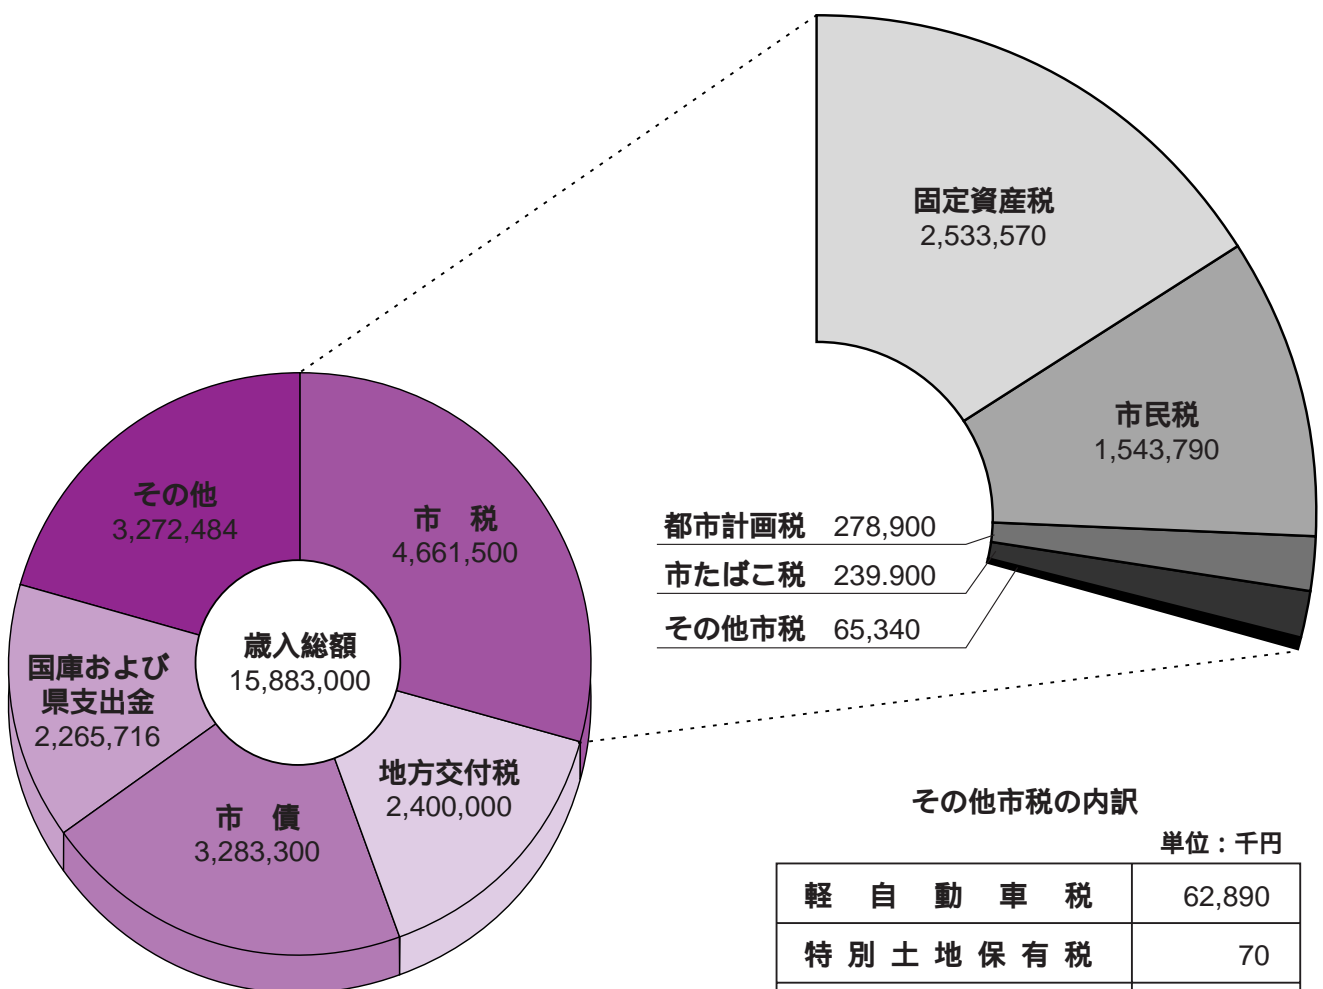 固定資産税
2,533,570
市民税
1,543,790
都市計画税 278,900
市たばこ税 239.900
その他市税 65,340
その他
3,272,484
市　税
4,661,500
歳入総額
15,883,000
国庫および
県支出金
2,265,716
地方交付税
2,400,000
市　債
3,283,300
その他市税の内訳
単位：千円
軽自動車税 62,890
特別土地保有税 70